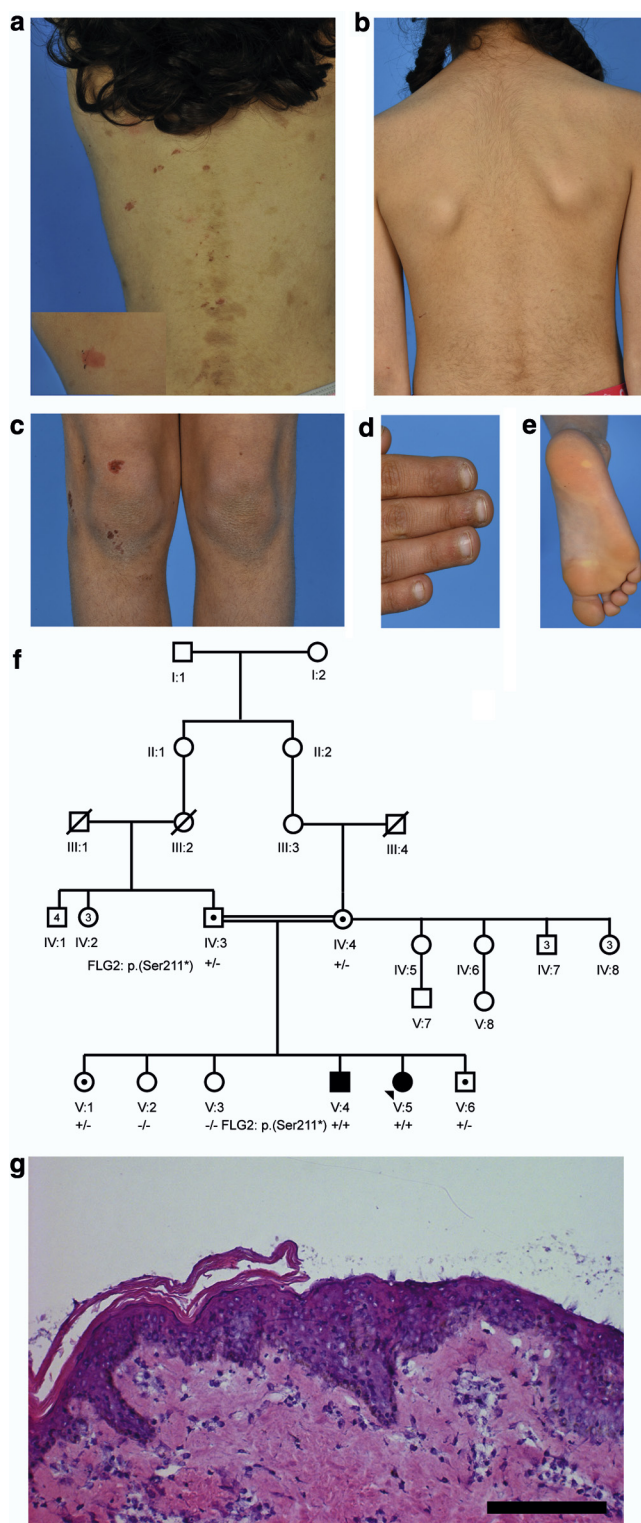 a
b
c
d
e
f
I:1
I:2
II:1
II:2
III:1
III:2
III:3
III:4
4
3
3
3
IV:1
IV:2
IV:3
IV:4
IV:5
IV:6
IV:7
IV:8
FLG2: p.(Ser211*)
+/-
+/-
V:7
V:8
V:1
V:2
V:3
V:4
V:5
V:6
+/-
-/-
-/-
FLG2: p.(Ser211*)
+/+
+/+
+/-
g